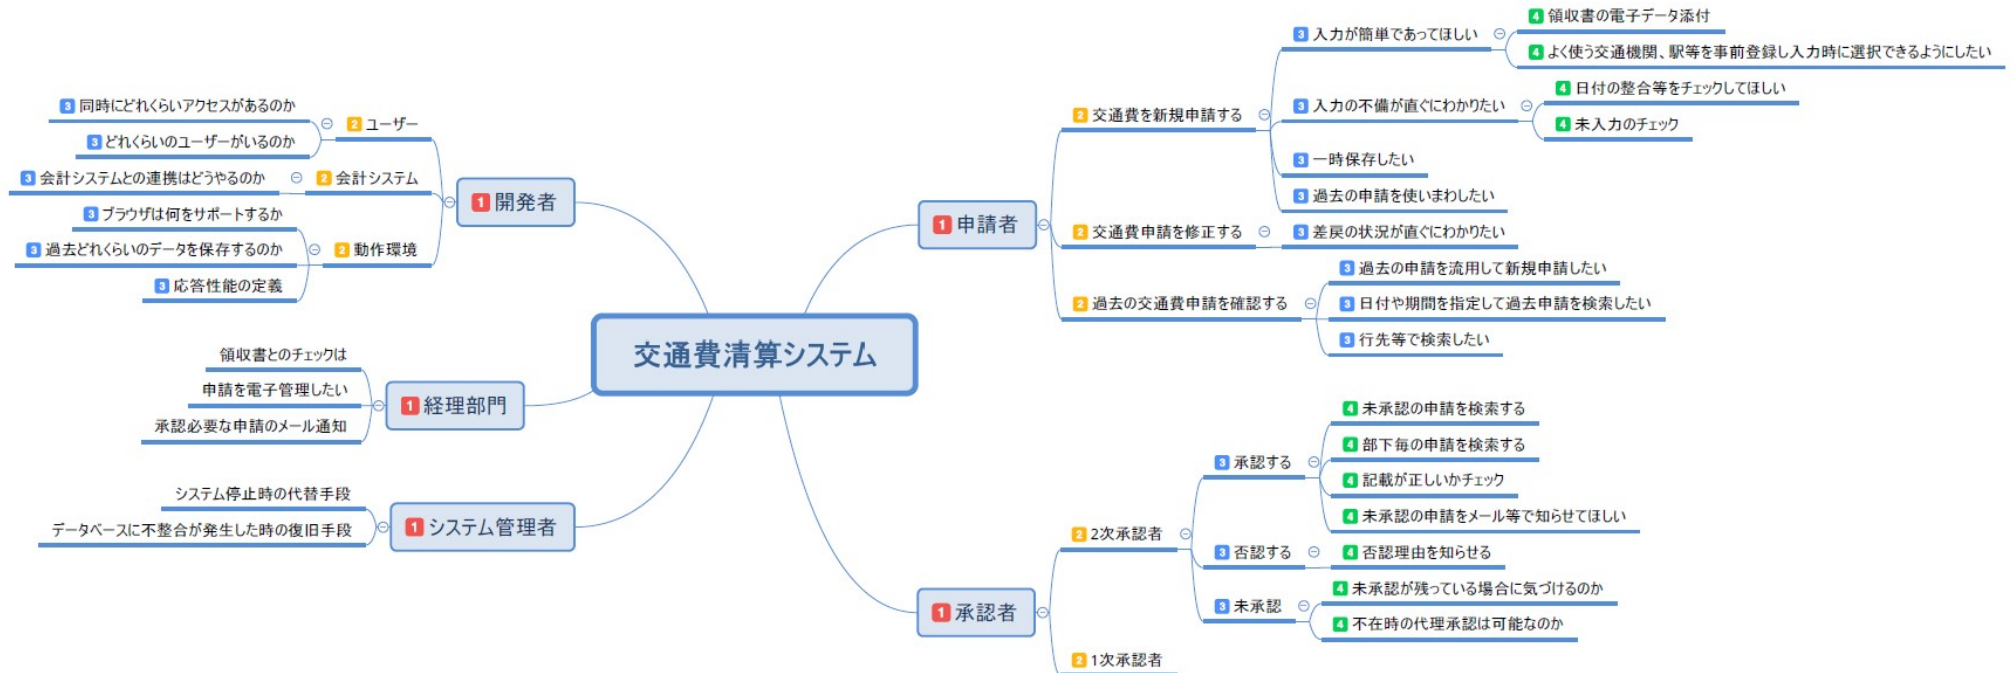 交通費清算システム
1 申請者
2 交通費を新規申請する
3 入力が簡単であってほしい
4 領収書の電子データ添付
4 よく使う交通機関、駅等を事前登録し入力時に選択できるようにしたい
3 入力の不備が直ぐにわかりたい
4 日付の整合等をチェックしてほしい
4 未入力のチェック
3 一時保存したい
3 過去の申請を使いまわしたい
2 交通費申請を修正する
3 差戻の状況が直ぐにわかりたい
2 過去の交通費申請を確認する
3 過去の申請を流用して新規申請したい
3 日付や期間を指定して過去申請を検索したい
3 行先等で検索したい
1 承認者
2 2次承認者
3 承認する
4 未承認の申請を検索する
4 部下毎の申請を検索する
4 記載が正しいかチェック
4 未承認の申請をメール等で知らせてほしい
3 否認する
4 否認理由を知らせる
3 未承認
4 未承認が残っている場合に気づけるのか
4 不在時の代理承認は可能なのか
2 1次承認者
1 開発者
2 ユーザー
3 同時にどれくらいアクセスがあるのか
3 どれくらいのユーザーがいるのか
2 会計システム
3 会計システムとの連携はどうやるのか
2 動作環境
3 ブラウザは何をサポートするか
3 過去どれくらいのデータを保存するのか
3 応答性能の定義
1 経理部門
領収書とのチェックは
申請を電子管理したい
承認必要な申請のメール通知
1 システム管理者
システム停止時の代替手段
データベースに不整合が発生した時の復旧手段